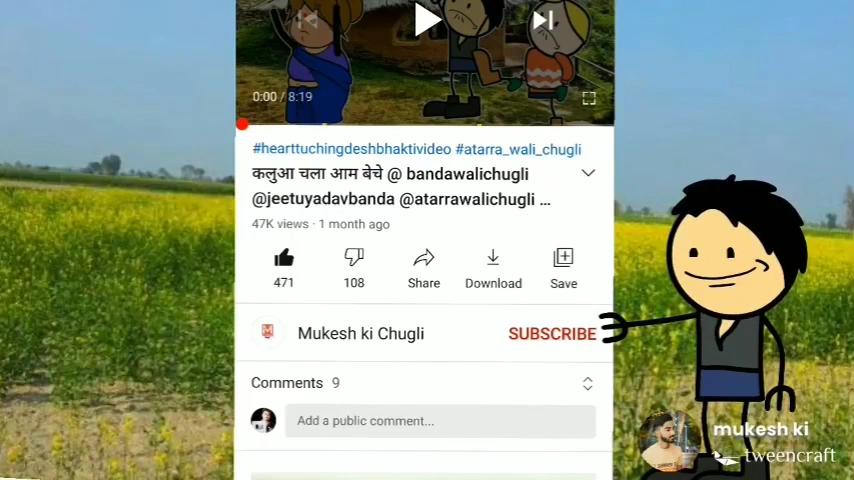 0:00 / 8:19
#hearttuchingdeshbhaktivideo #atarra_wali_chugli
कलुआ चला आम बेचे @ bandawalichugli
@jeetuyadavbanda @atarrawalichugli ...
47K views · 1 month ago
471 108 Share Download Save
Mukesh ki Chugli SUBSCRIBE
Comments 9
Add a public comment...
mukesh ki
tweencraft